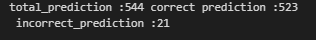 total_prediction :544 correct prediction :523
incorrect_prediction :21